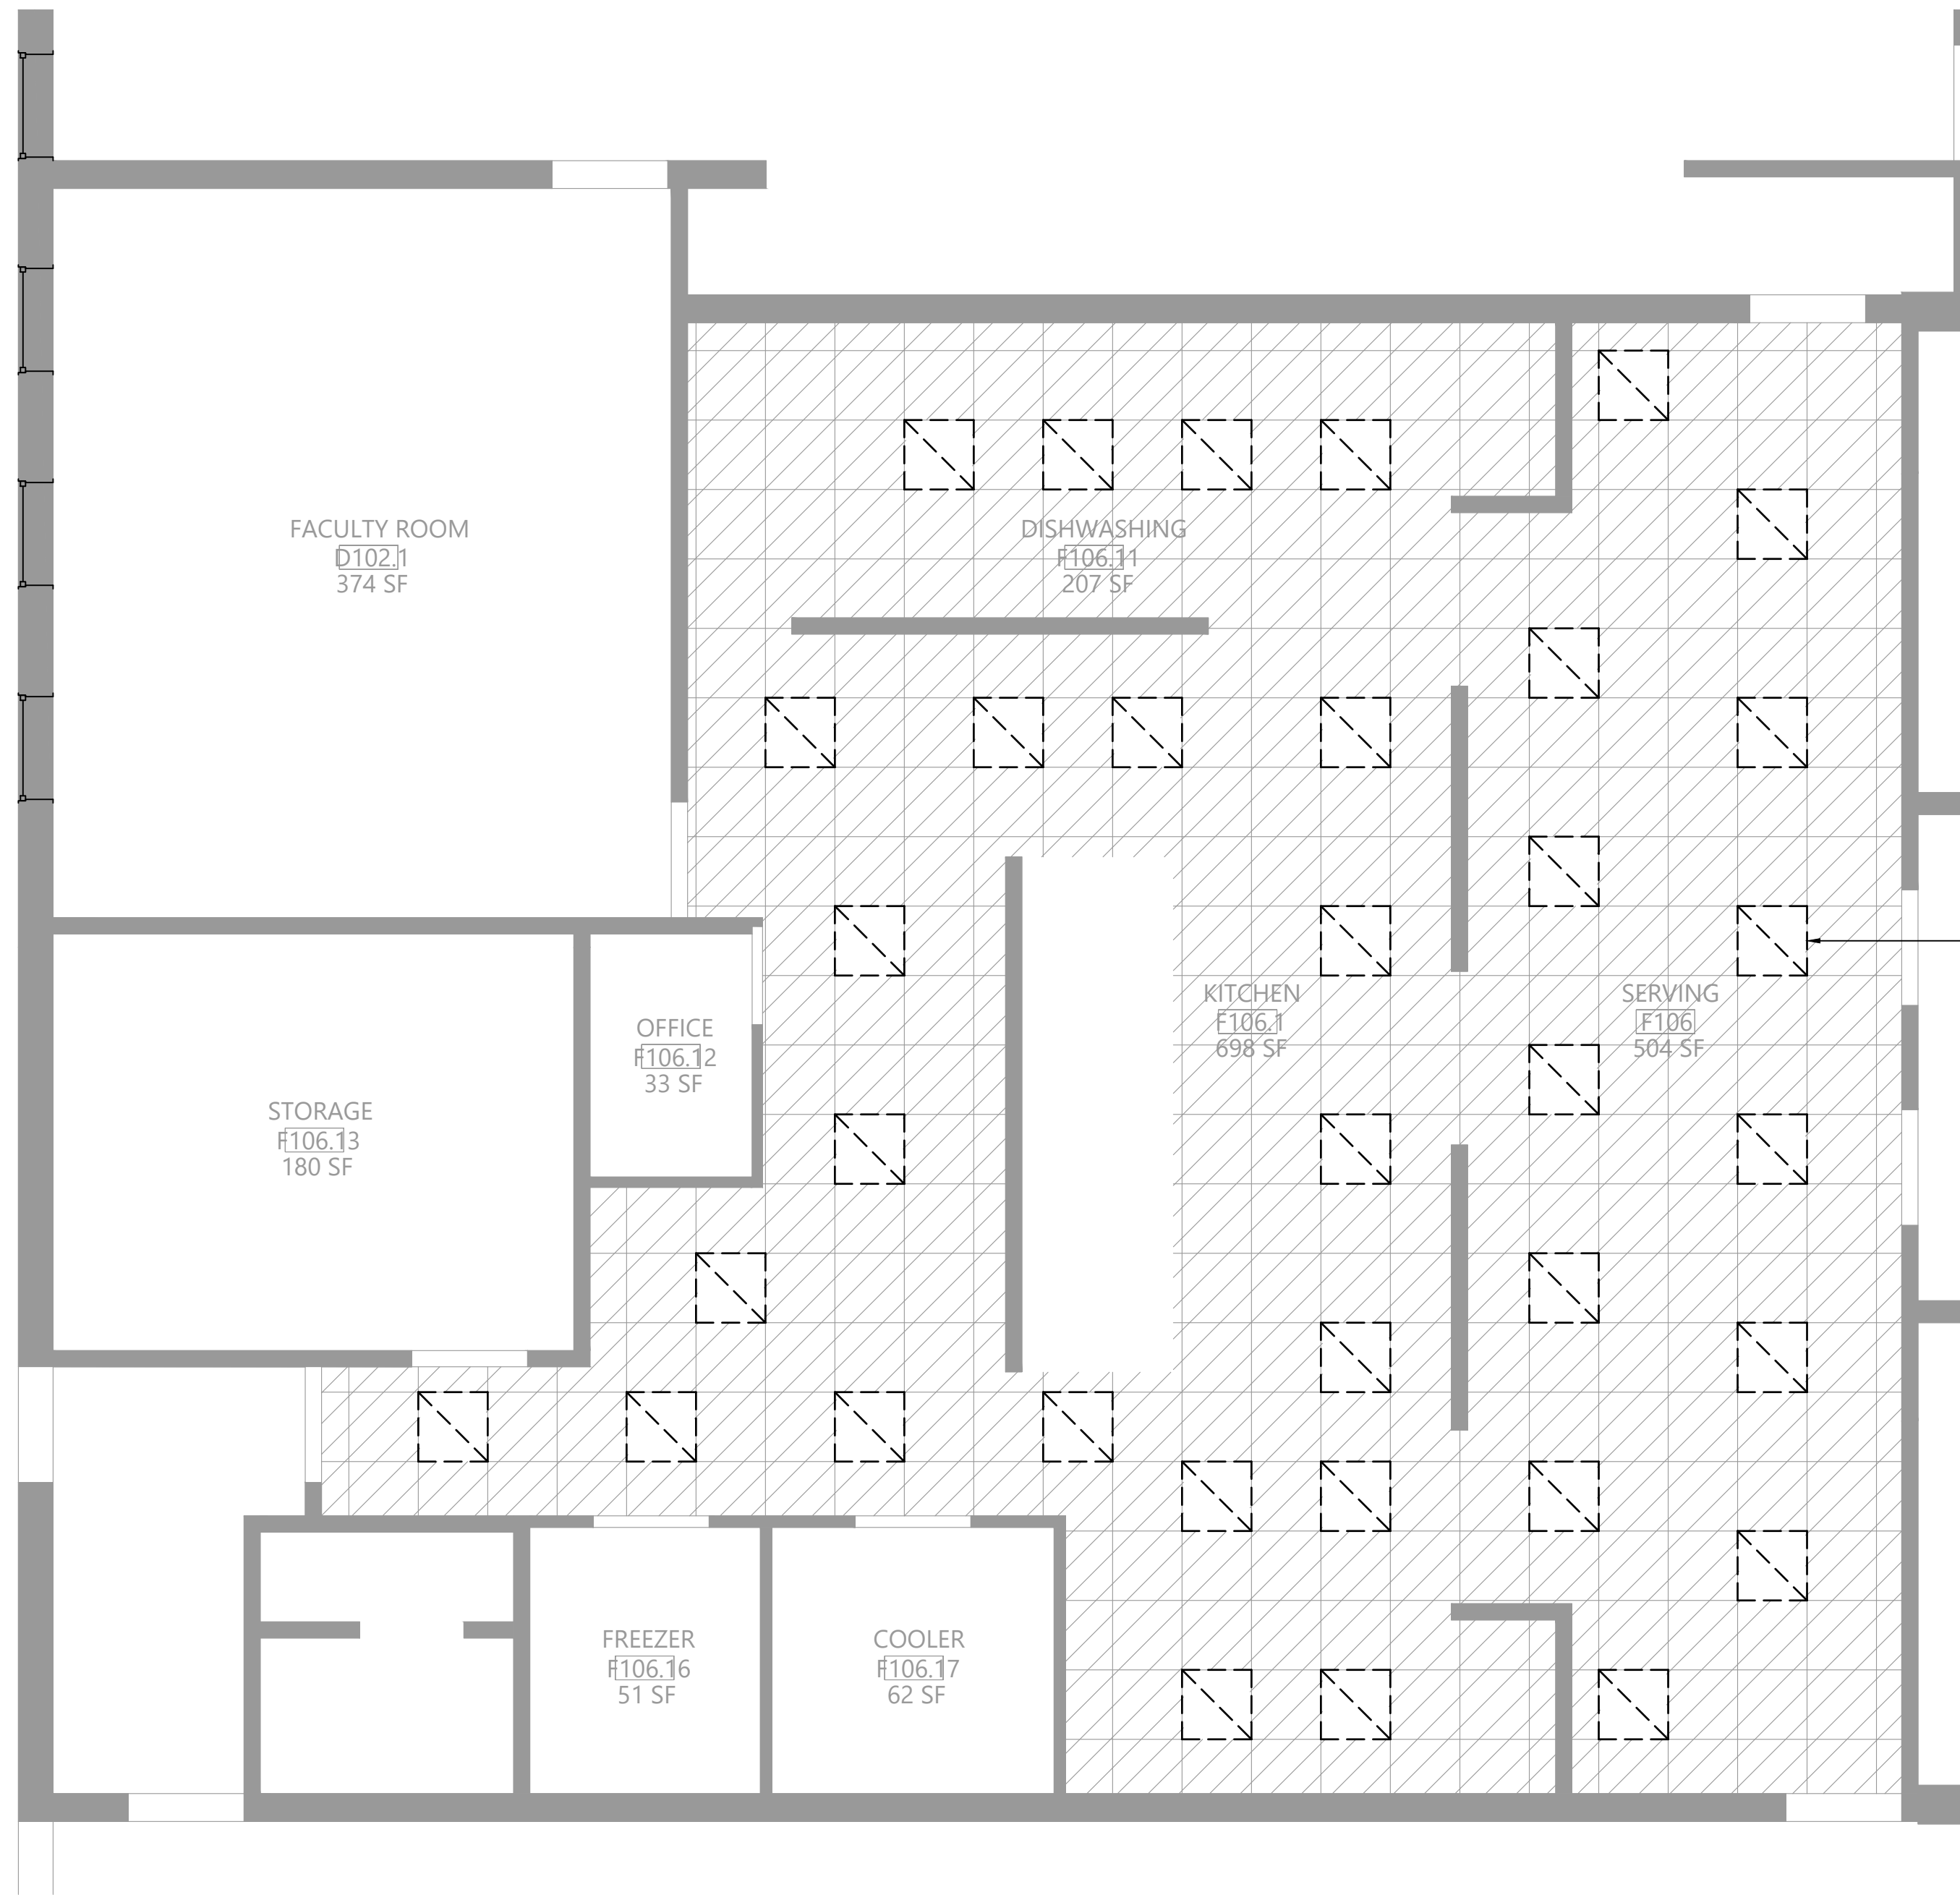 FACULTY ROOM
D102.1
374 SF
DISHWASHING
F106.11
207 SF
KITCHEN
F106.1
698 SF
SERVING
F106
504 SF
OFFICE
F106.12
33 SF
STORAGE
F106.13
180 SF
FREEZER
F106.16
51 SF
COOLER
F106.17
62 SF